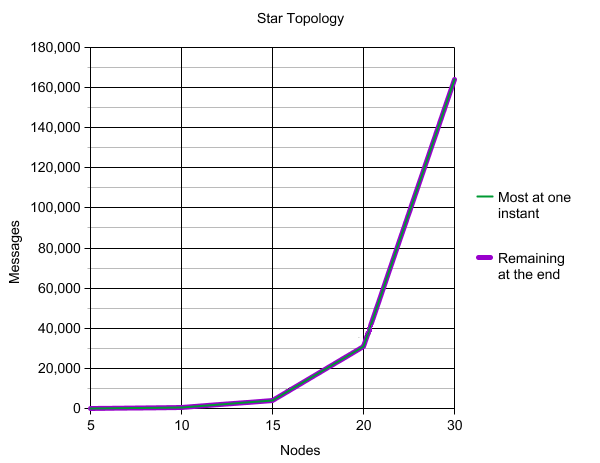 Star Topology
180,000
160,000
140,000
120,000
100,000
80,000
60,000
40,000
20,000
0
5 10 15 20 30
Messages
Nodes
Most at one
instant
Remaining
at the end